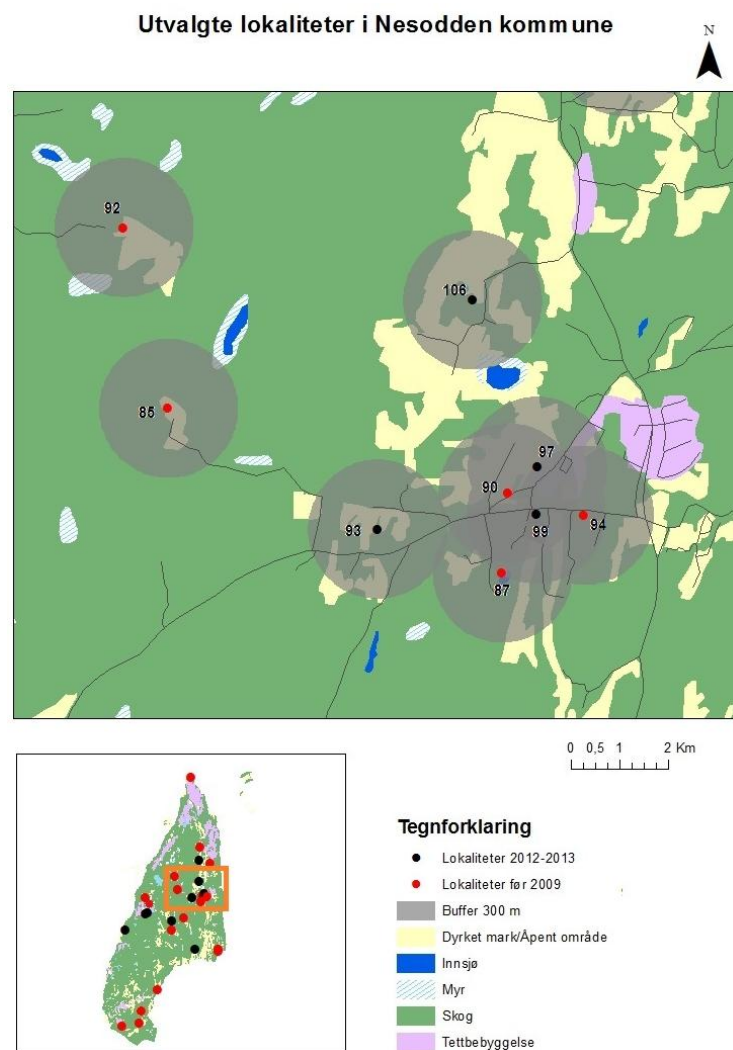 Utvalgte lokaliteter i Nesodden kommune
N
92
106
85
97
90
93
99
94
87
0 0,5 1 2 Km
Tegnforklaring
Lokaliteter 2012-2013
Lokaliteter før 2009
Buffer 300 m
Dyrket mark/Åpent område
Innsjø
Myr
Skog
Tettbebyggelse